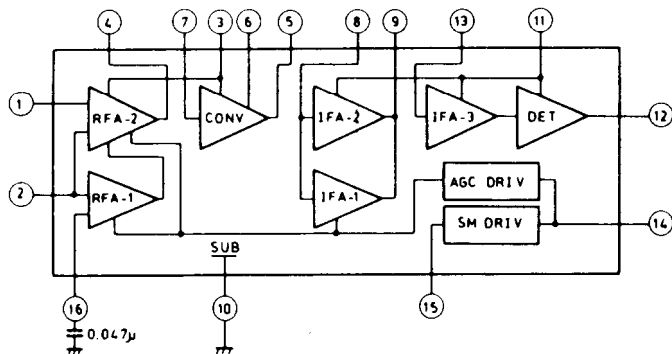 4 7 3 6 5 8 9 13 11
1 RFA-2 CONV IFA-2 IFA-3 DET 12
2 RFA-1 IFA-1 AGC DRIV
SM DRIV 14
SUB
16 10 15
0.047μ